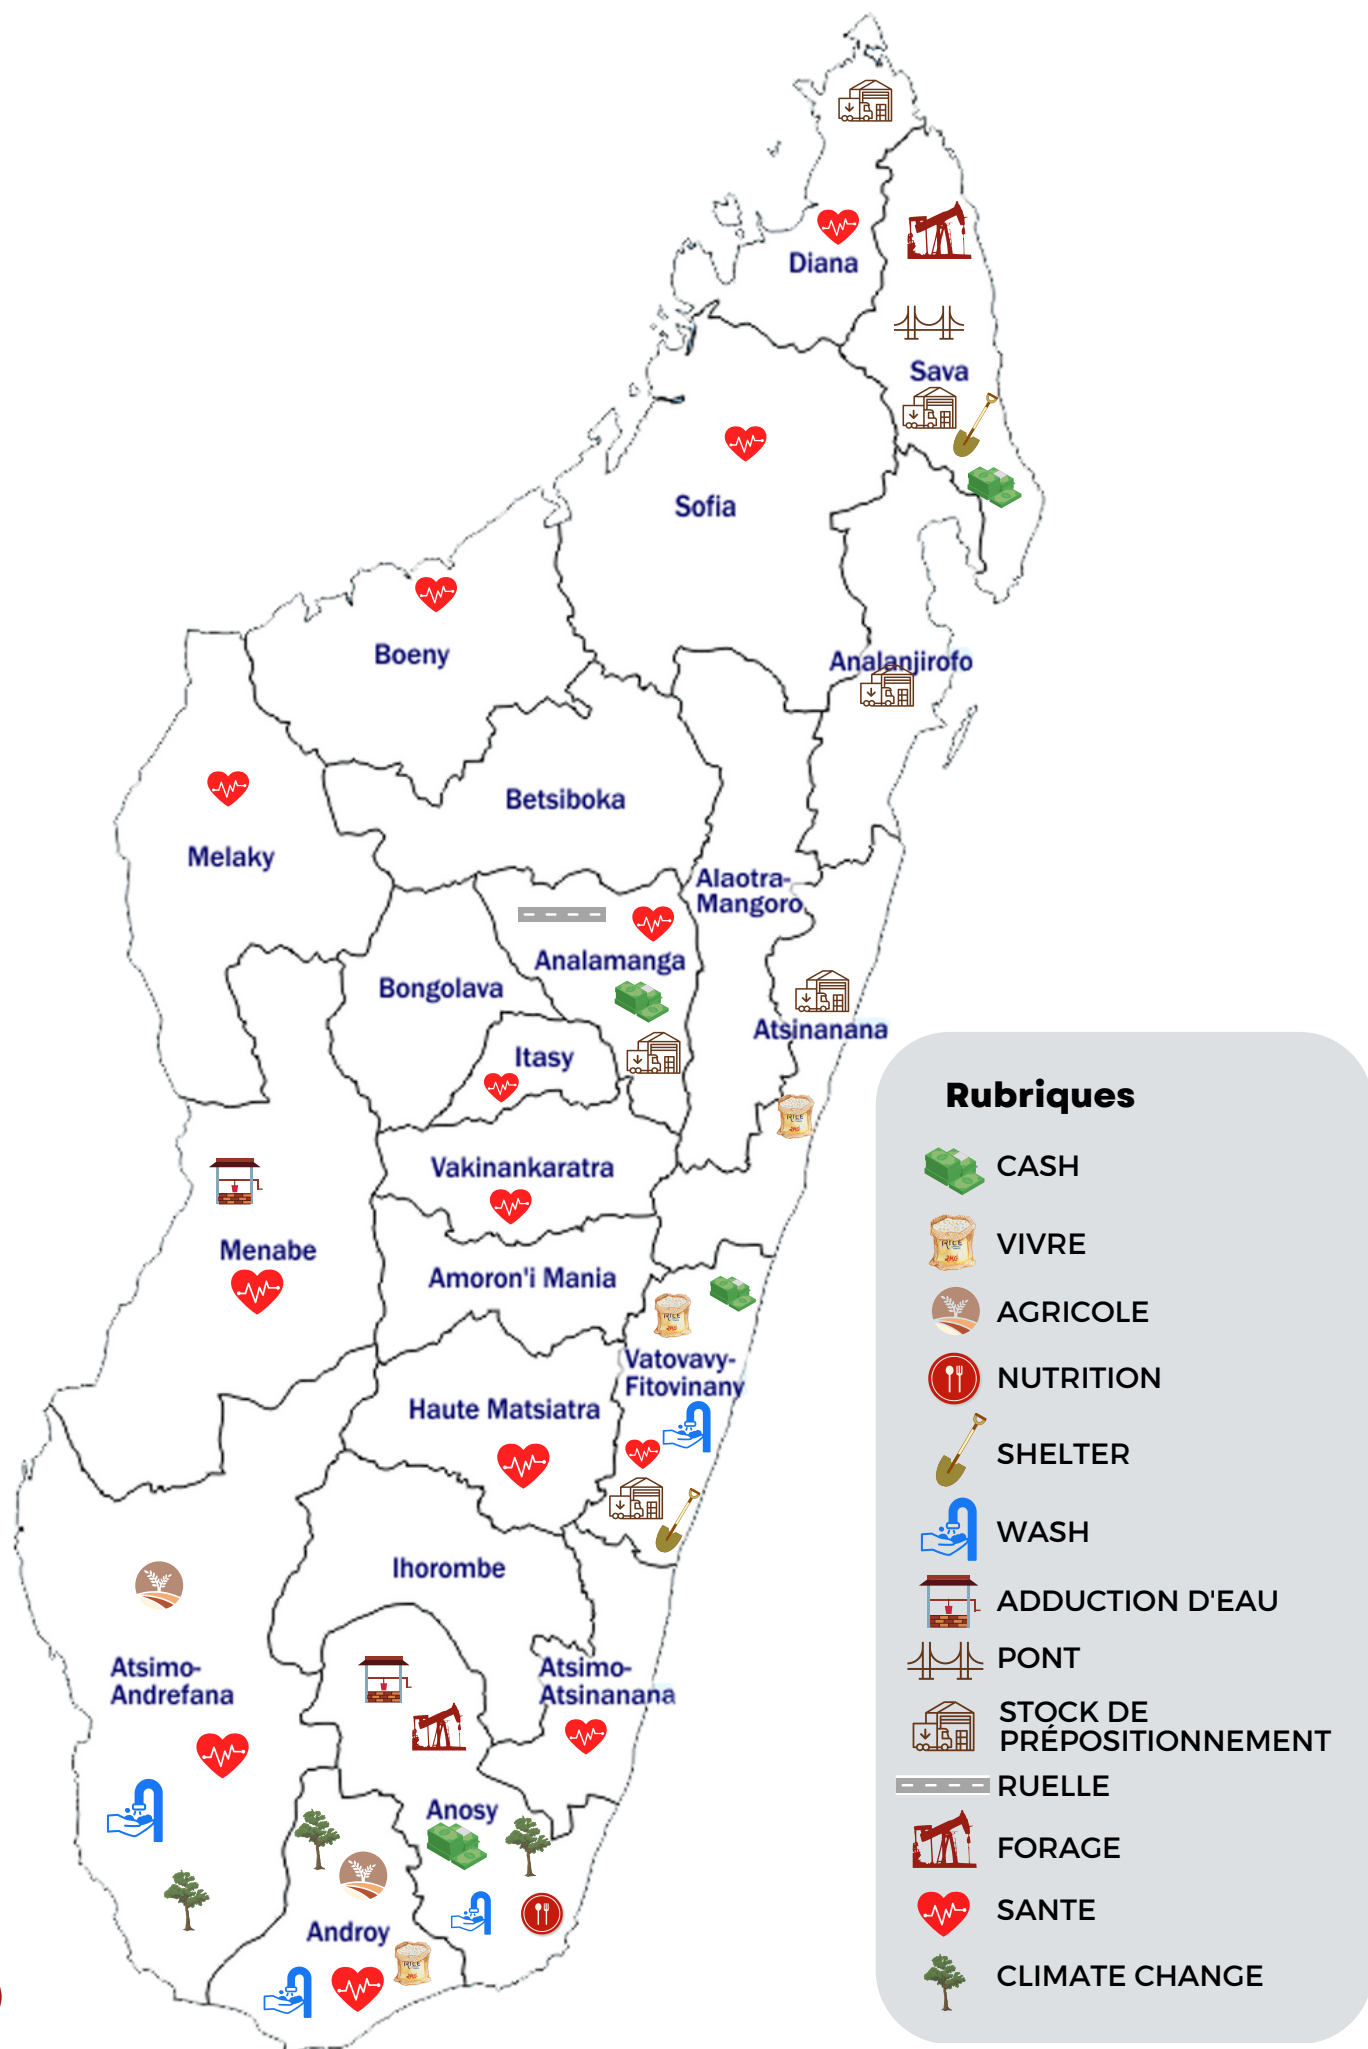 Diana
Sava
Sofia
Boeny
Analanjirofo
Betsiboka
Melaky
Alaotra-
Mangoro
Analamanga
Bongolava
Atsinanana
Itasy
Vakinankaratra
Menabe
Amoron'i Mania
Vatovavy-
Fitovinany
Haute Matsiatra
Ihorombe
Atsimo-
Andrefana
Atsimo-
Atsinanana
Anosy
Androy
Rubriques
CASH
VIVRE
AGRICOLE
NUTRITION
SHELTER
WASH
ADDUCTION D'EAU
PONT
STOCK DE
PRÉPOSITIONNEMENT
RUELLE
FORAGE
SANTE
CLIMATE CHANGE